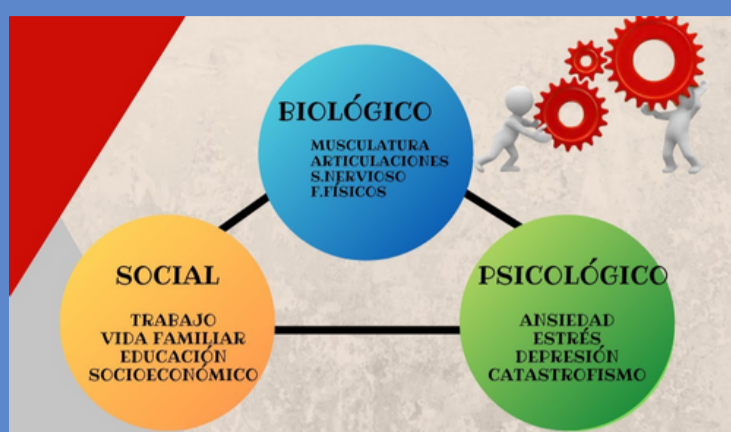 BIOLÓGICO
MUSCULATURA
ARTICULACIONES
S.NERVIOSO
F.FÍSICOS
SOCIAL
TRABAJO
VIDA FAMILIAR
EDUCACIÓN
SOCIOECONÓMICO
PSICOLÓGICO
ANSIEDAD
ESTRÉS
DEPRESIÓN
CATASTROFISMO